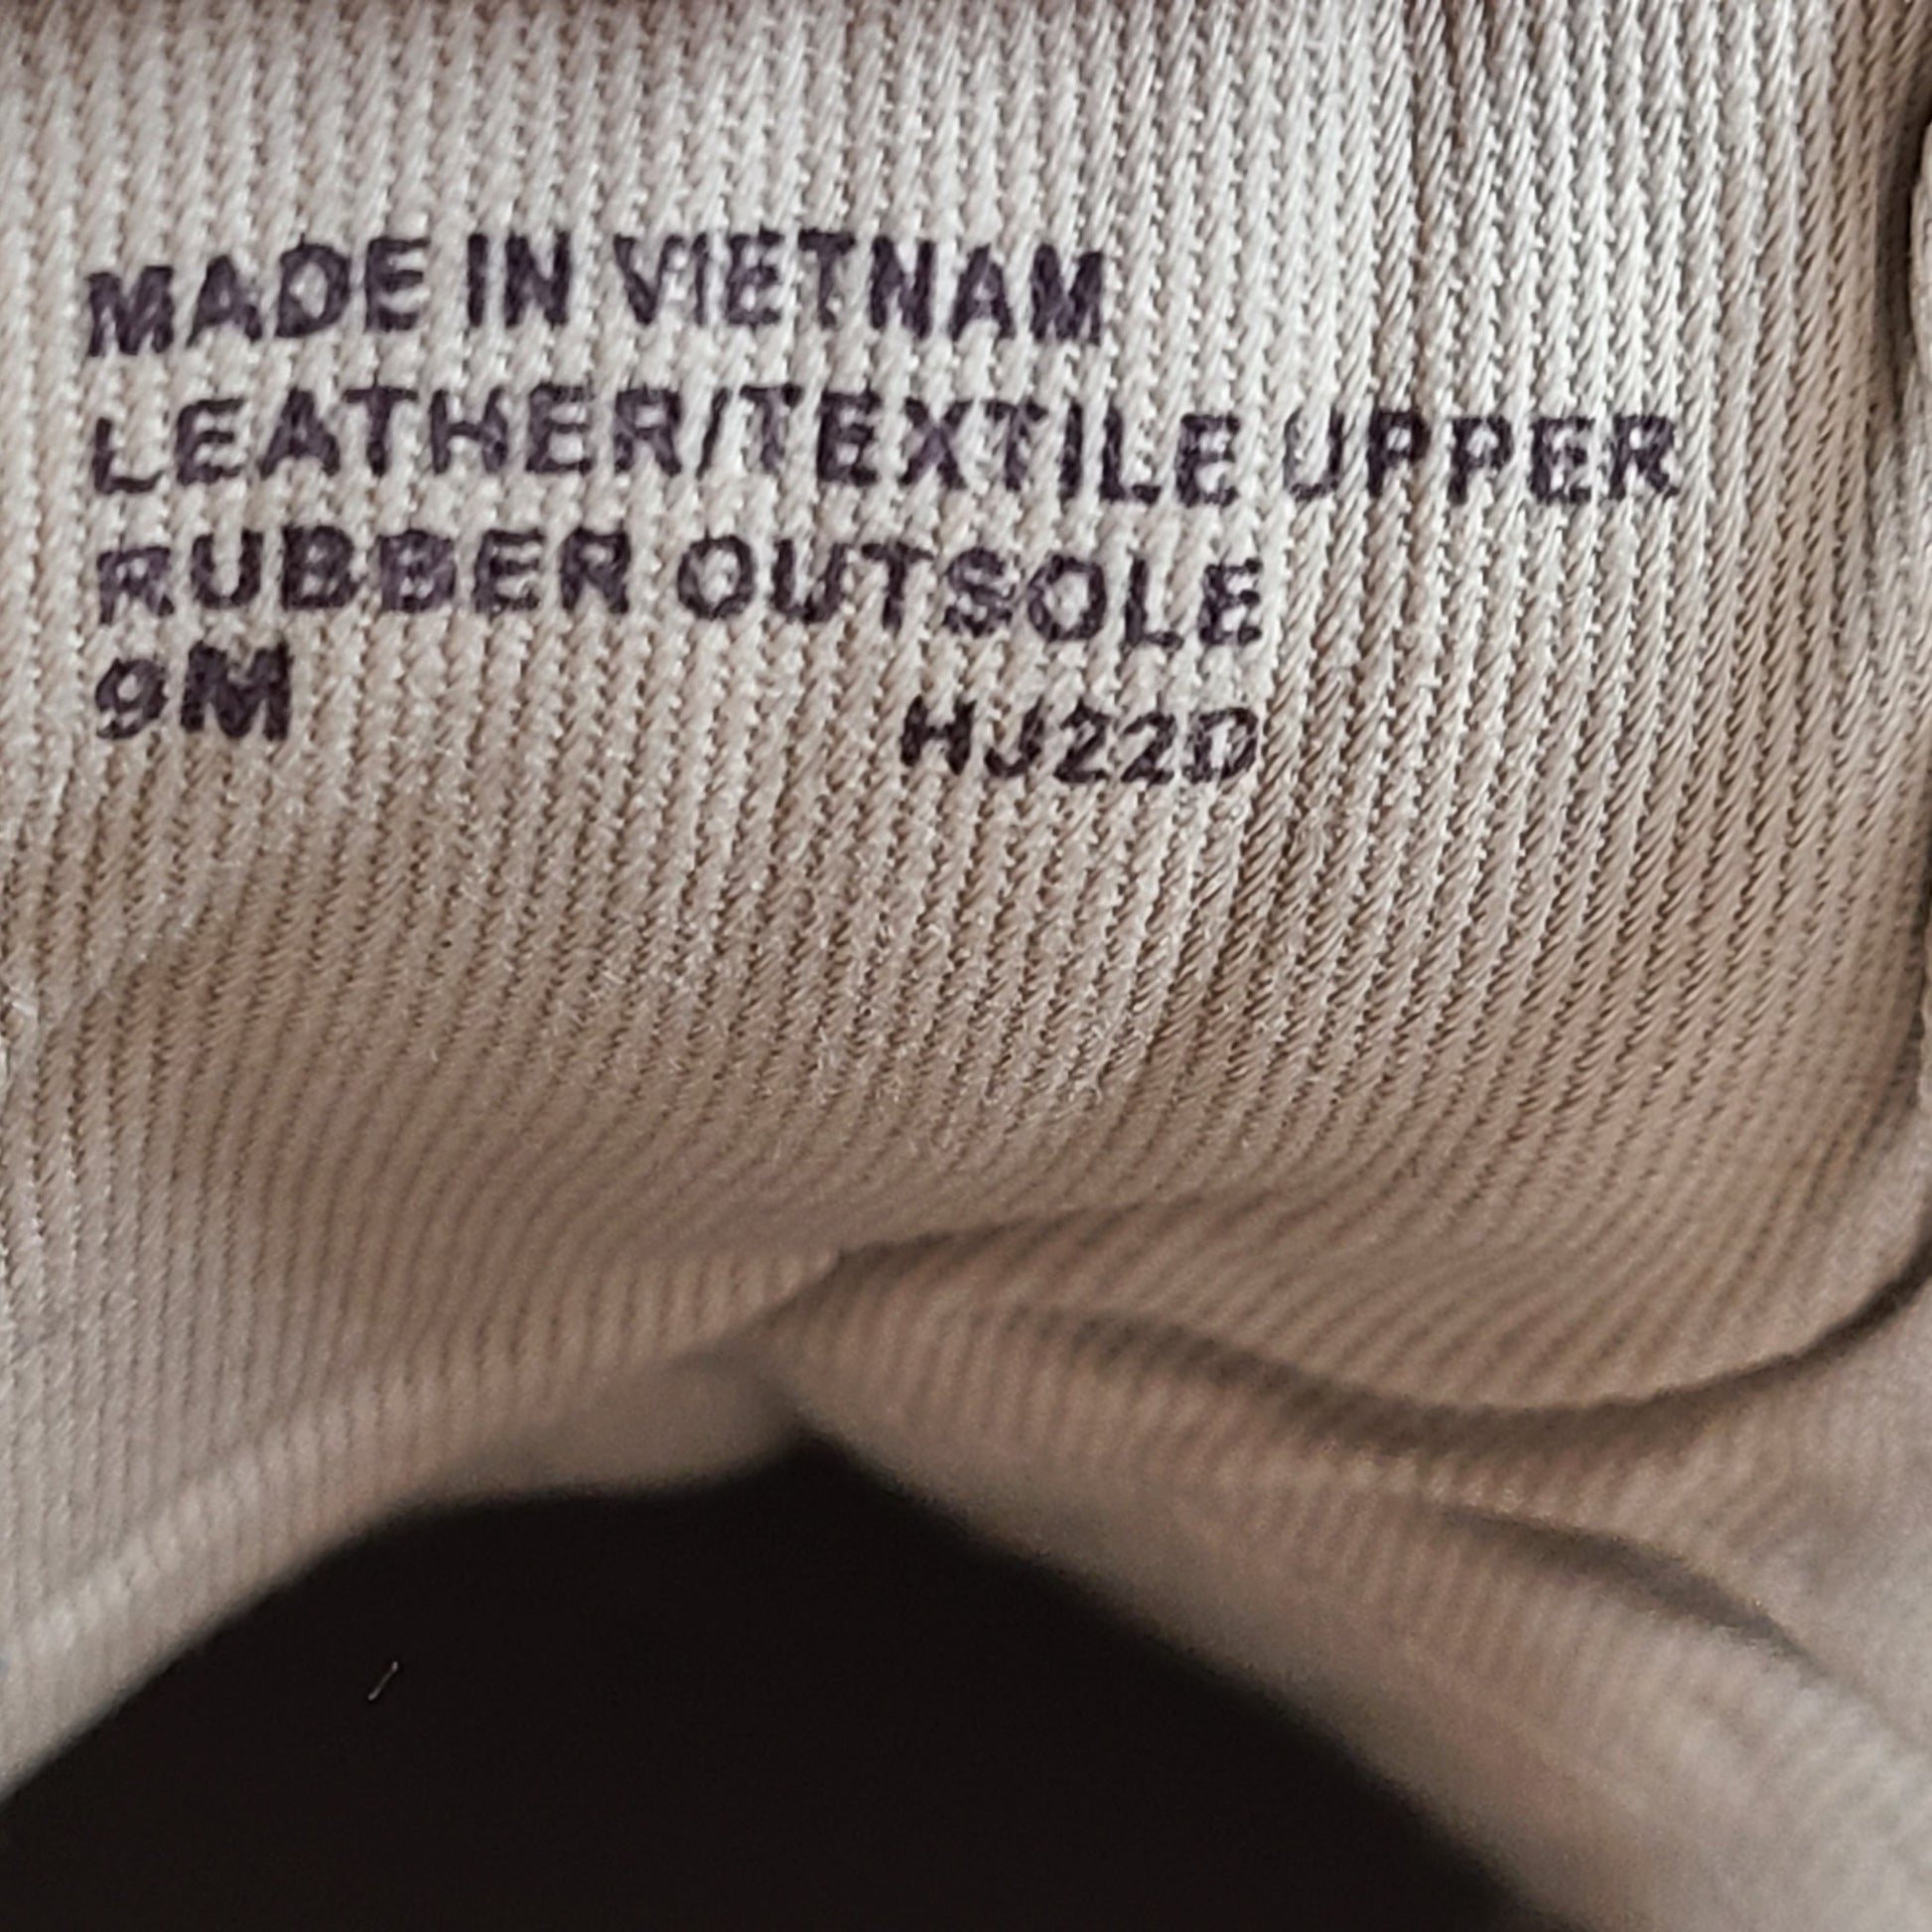 MADE IN VIETNAM
LEATHER/TEXTILE UPPER
RUBBER OUTSOLE
9M HJ22D